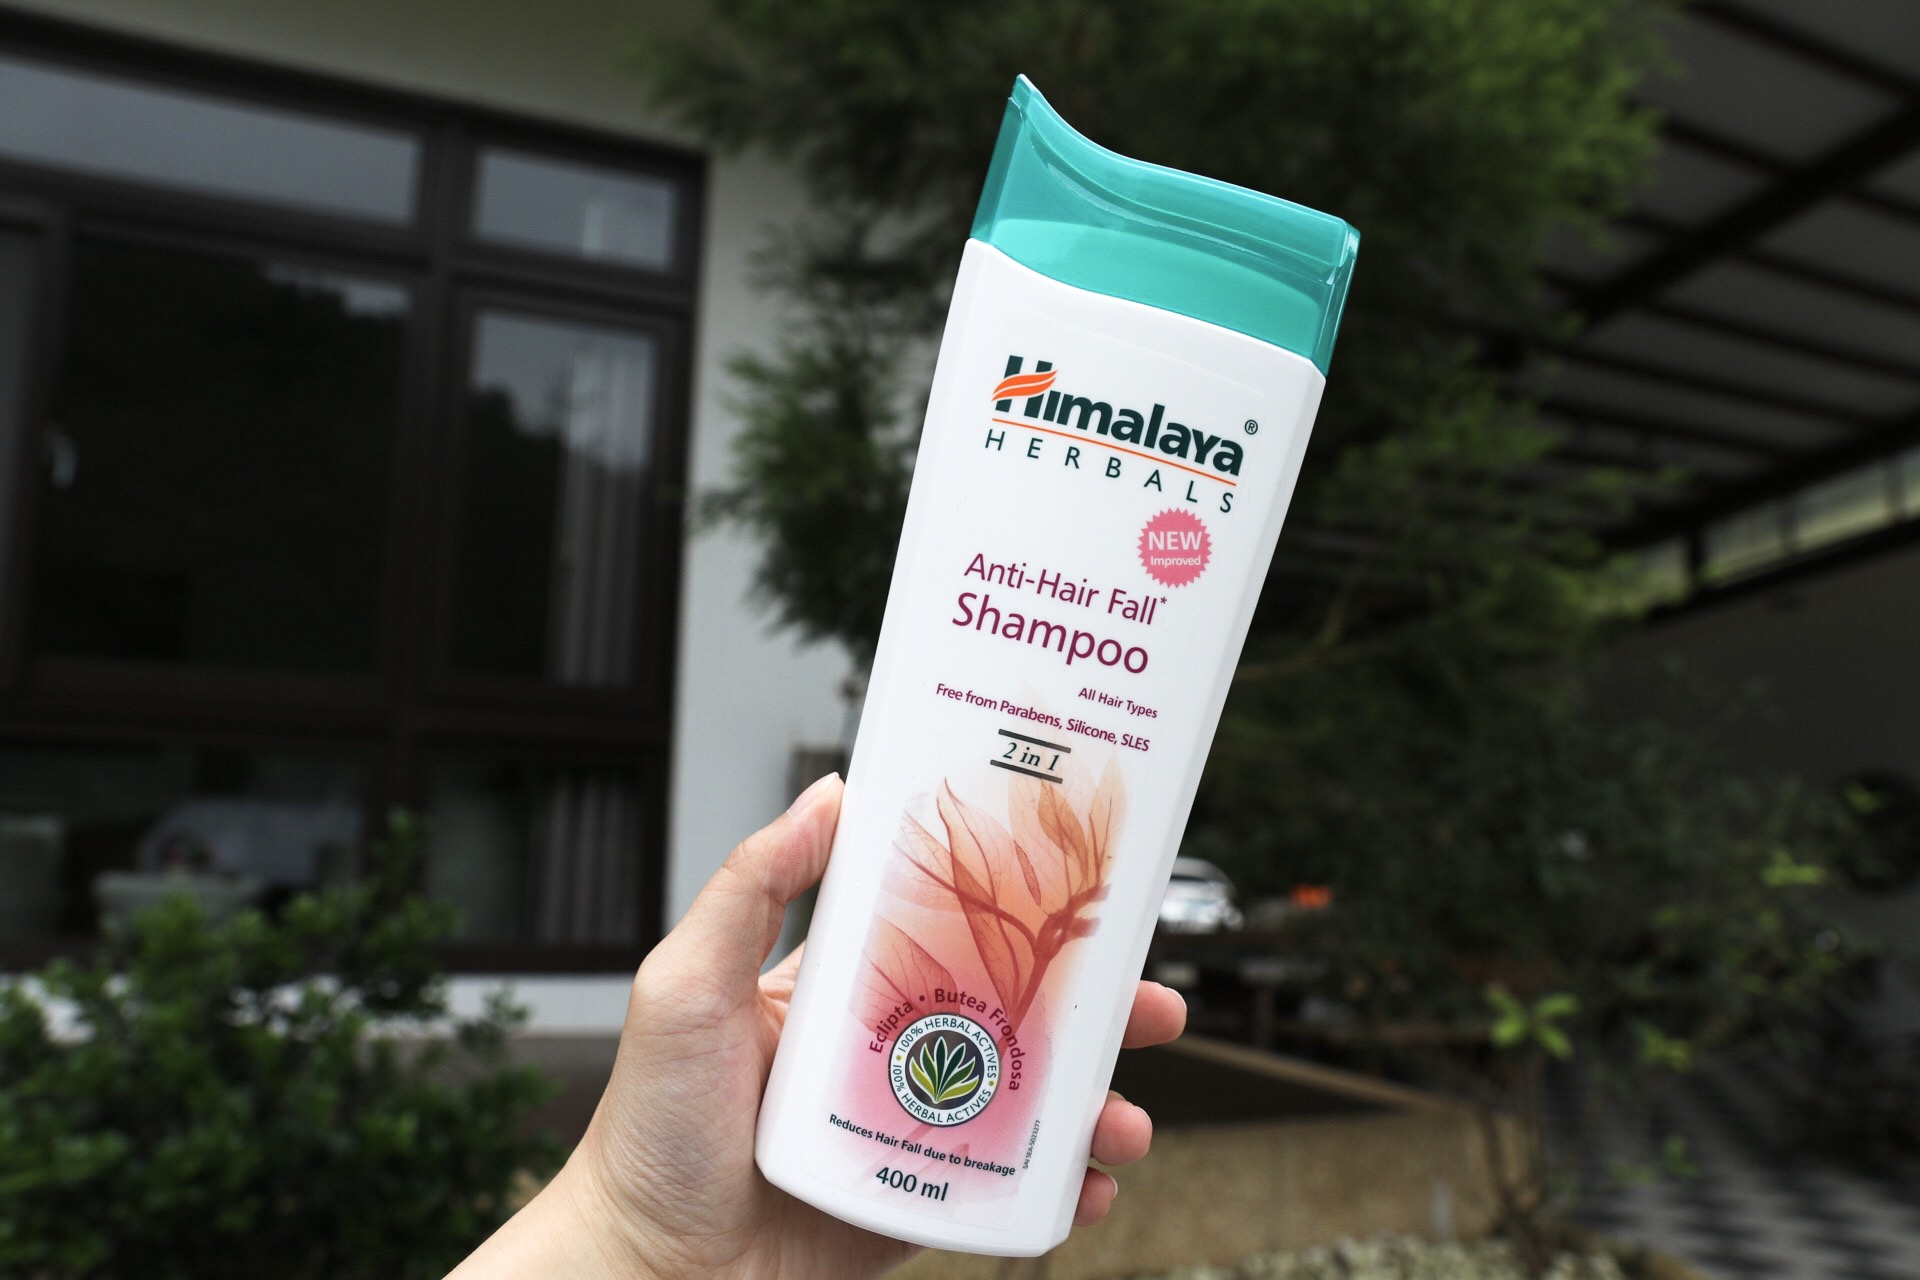 Himalaya®
HERBALS
NEW
Improved
Anti-Hair Fall*
Shampoo
All Hair Types
Free from Parabens, Silicone, SLES
2 in 1
Eclipta • Butea Frondosa
100% HERBAL ACTIVES • 100% HERBAL ACTIVES •
Reduces Hair Fall due to breakage
400 ml